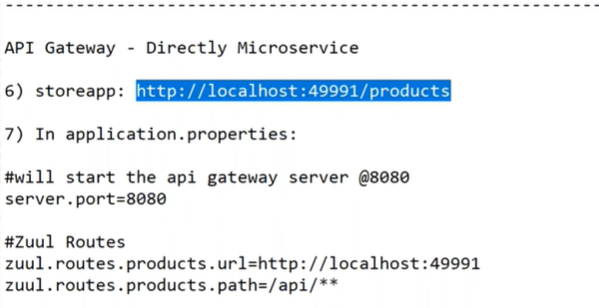 API Gateway - Directly Microservice
6) storeapp: http://localhost:49991/products
7) In application.properties:
#will start the api gateway server @8080
server.port=8080
#Zuul Routes
zuul.routes.products.url=http://localhost:49991
zuul.routes.products.path=/api/**